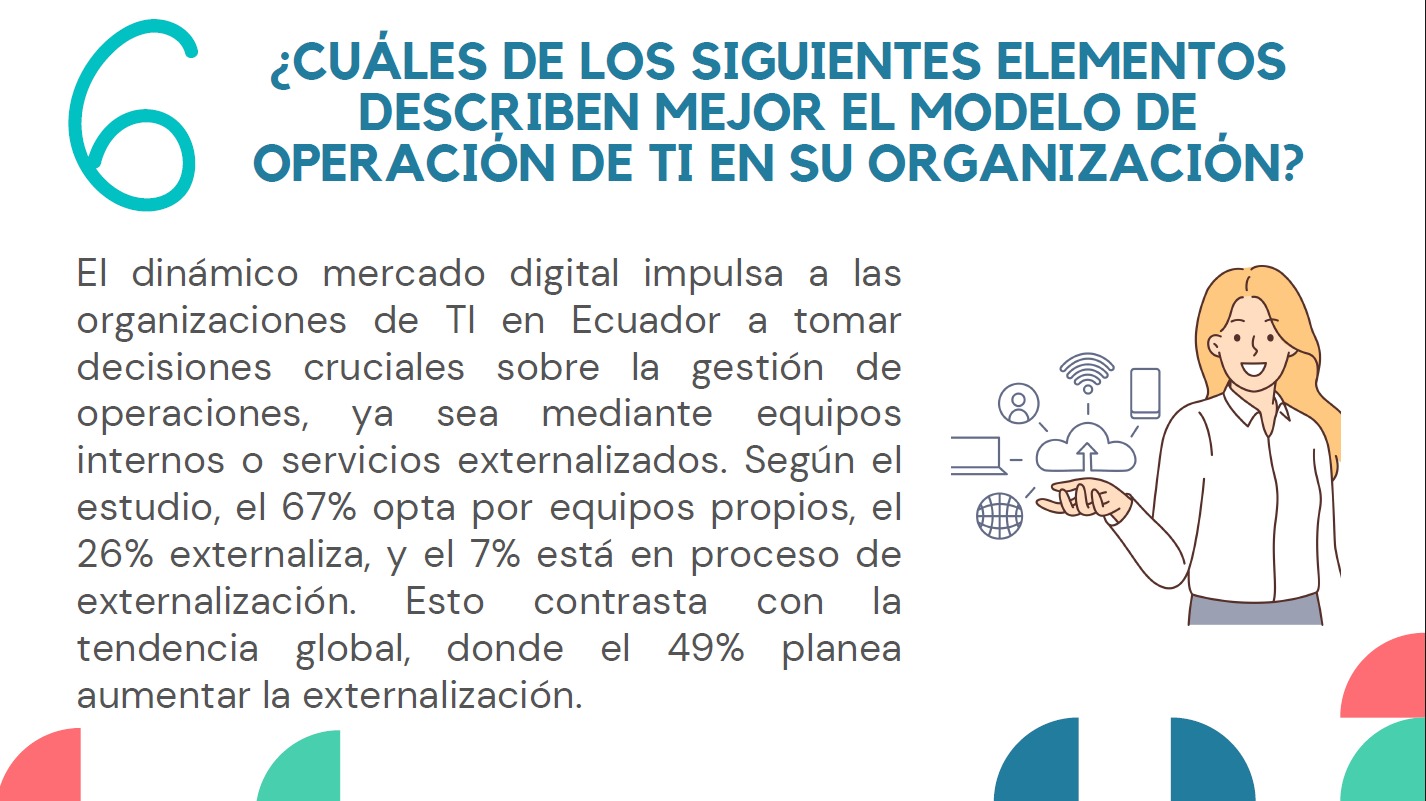 6
¿CUÁLES DE LOS SIGUIENTES ELEMENTOS
DESCRIBEN MEJOR EL MODELO DE
OPERACIÓN DE TI EN SU ORGANIZACIÓN?
El dinámico mercado digital impulsa a las
organizaciones de TI en Ecuador a tomar
decisiones cruciales sobre la gestión de
operaciones, ya sea mediante equipos
internos o servicios externalizados. Según el
estudio, el 67% opta por equipos propios, el
26% externaliza, y el 7% está en proceso de
externalización. Esto contrasta con la
tendencia global, donde el 49% planea
aumentar la externalización.